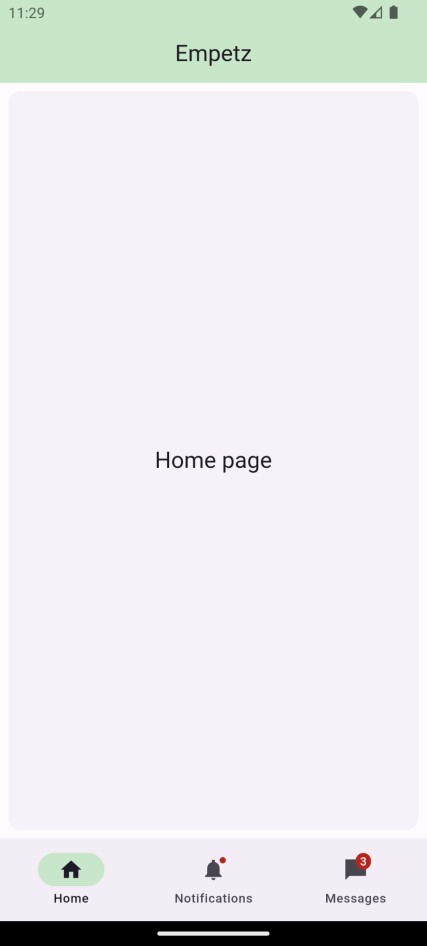 11:29
Empetz
Home page
3
Home
Notifications
Messages